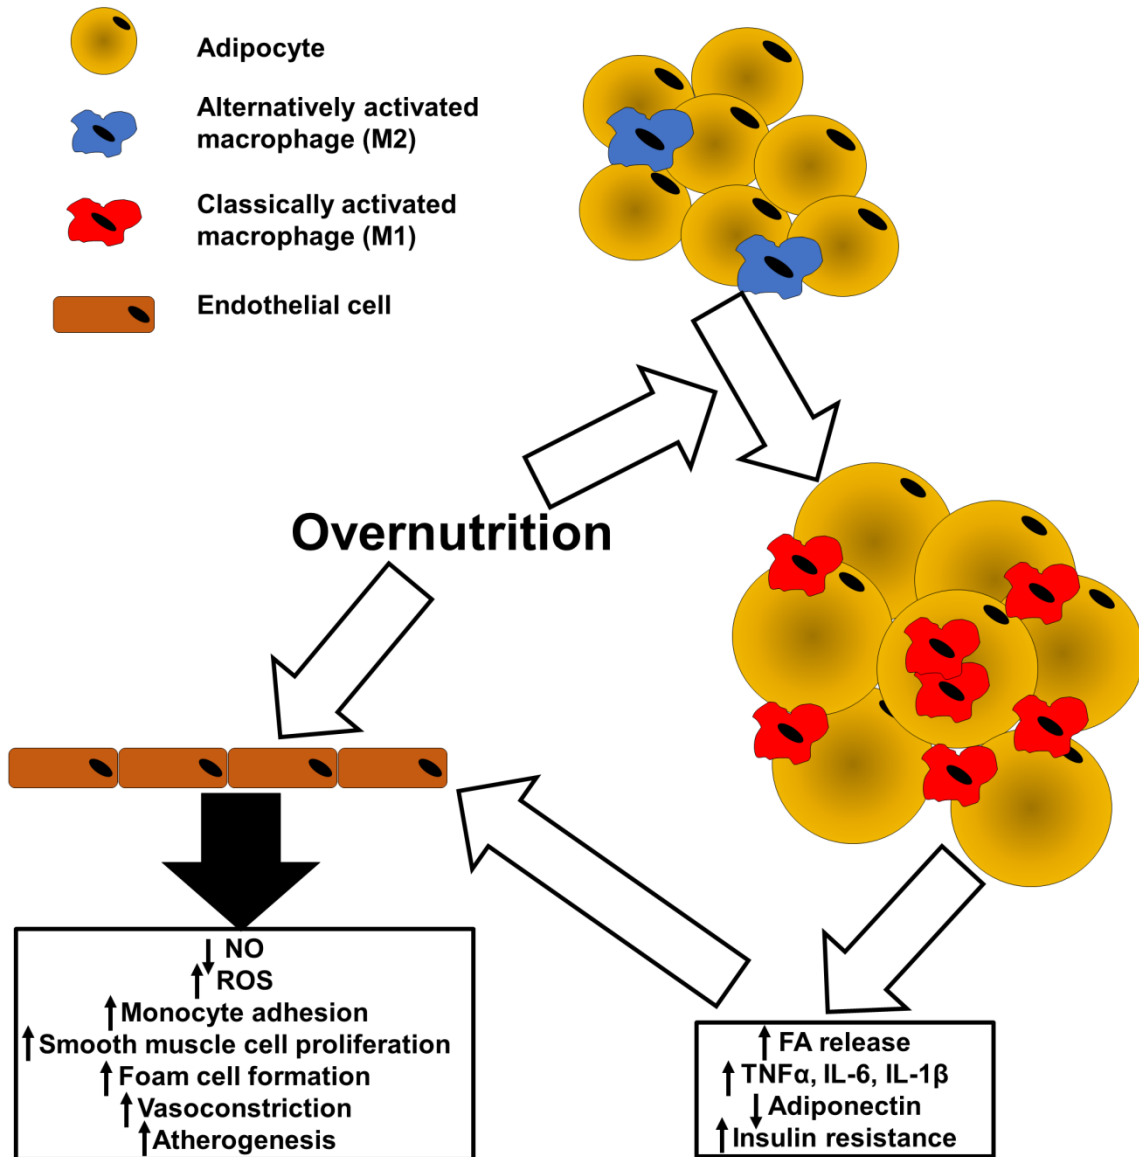 Adipocyte
Alternatively activated
macrophage (M2)
Classically activated
macrophage (M1)
Endothelial cell
Overnutrition
↓ NO
↑ ROS
↑ Monocyte adhesion
↑ Smooth muscle cell proliferation
↑ Foam cell formation
↑ Vasoconstriction
↑ Atherogenesis
↑ FA release
↑ TNFα, IL-6, IL-1β
↓ Adiponectin
↑ Insulin resistance